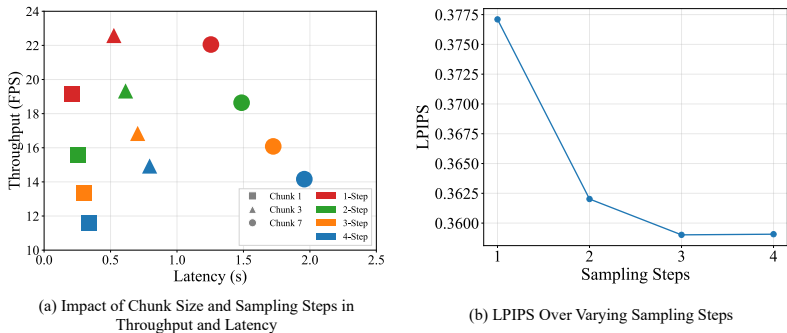 24
22
20
18
16
14
12
10
Throughput (FPS)
0.0 0.5 1.0 1.5 2.0 2.5
Latency (s)
Chunk 1 1-Step
Chunk 3 2-Step
Chunk 7 3-Step
4-Step
(a) Impact of Chunk Size and Sampling Steps in
Throughput and Latency
0.3775
0.3750
0.3725
0.3700
0.3675
0.3650
0.3625
0.3600
LPIPS
1 2 3 4
Sampling Steps
(b) LPIPS Over Varying Sampling Steps